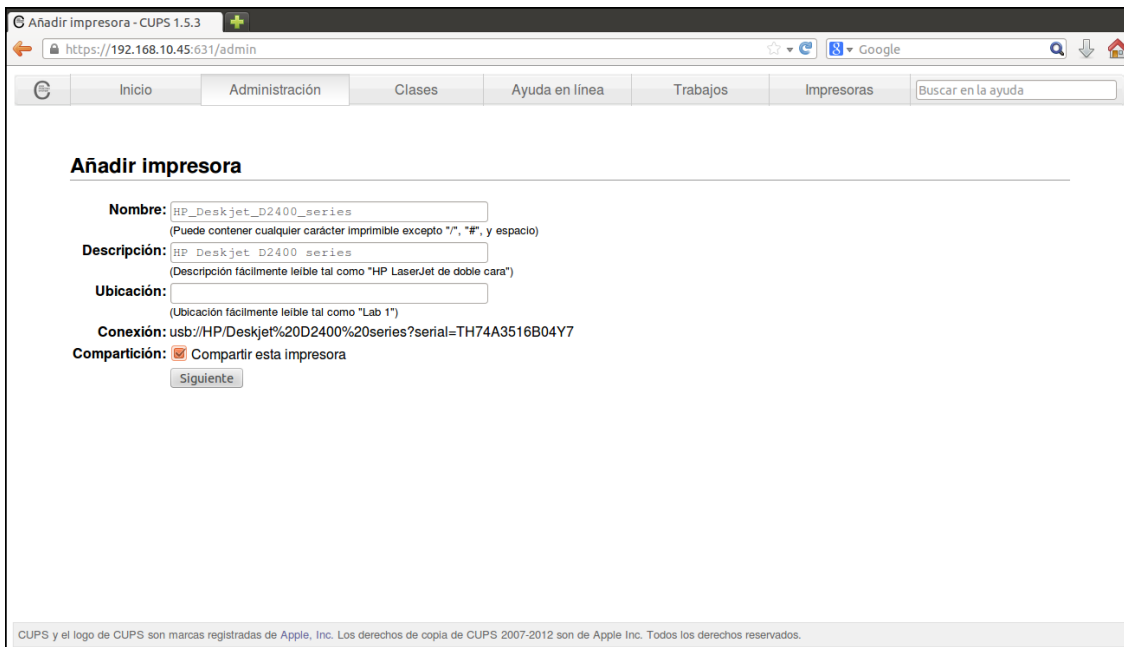 Añadir impresora - CUPS 1.5.3
https://192.168.10.45:631/admin
Google
Inicio
Administración
Clases
Ayuda en línea
Trabajos
Impresoras
Buscar en la ayuda
Añadir impresora
Nombre: HP_Deskjet_D2400_series
(Puede contener cualquier carácter imprimible excepto "/", "#", y espacio)
Descripción: HP Deskjet D2400 series
(Descripción fácilmente leíble tal como "HP LaserJet de doble cara")
Ubicación:
(Ubicación fácilmente leíble tal como "Lab 1")
Conexión: usb://HP/Deskjet%20D2400%20series?serial=TH74A3516B04Y7
Compartición: Compartir esta impresora
Siguiente
CUPS y el logo de CUPS son marcas registradas de Apple, Inc. Los derechos de copia de CUPS 2007-2012 son de Apple Inc. Todos los derechos reservados.